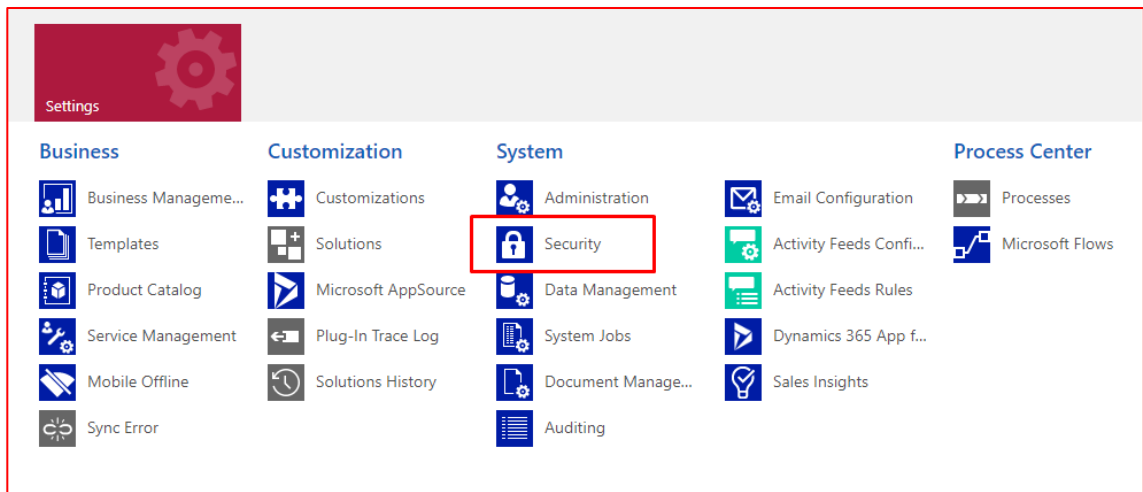 Settings
Business
Business Manageme...
Templates
Product Catalog
Service Management
Mobile Offline
Sync Error
Customization
Customizations
Solutions
Microsoft AppSource
Plug-In Trace Log
Solutions History
System
Administration
Security
Data Management
System Jobs
Document Manage...
Auditing
Email Configuration
Activity Feeds Confi...
Activity Feeds Rules
Dynamics 365 App f...
Sales Insights
Process Center
Processes
Microsoft Flows